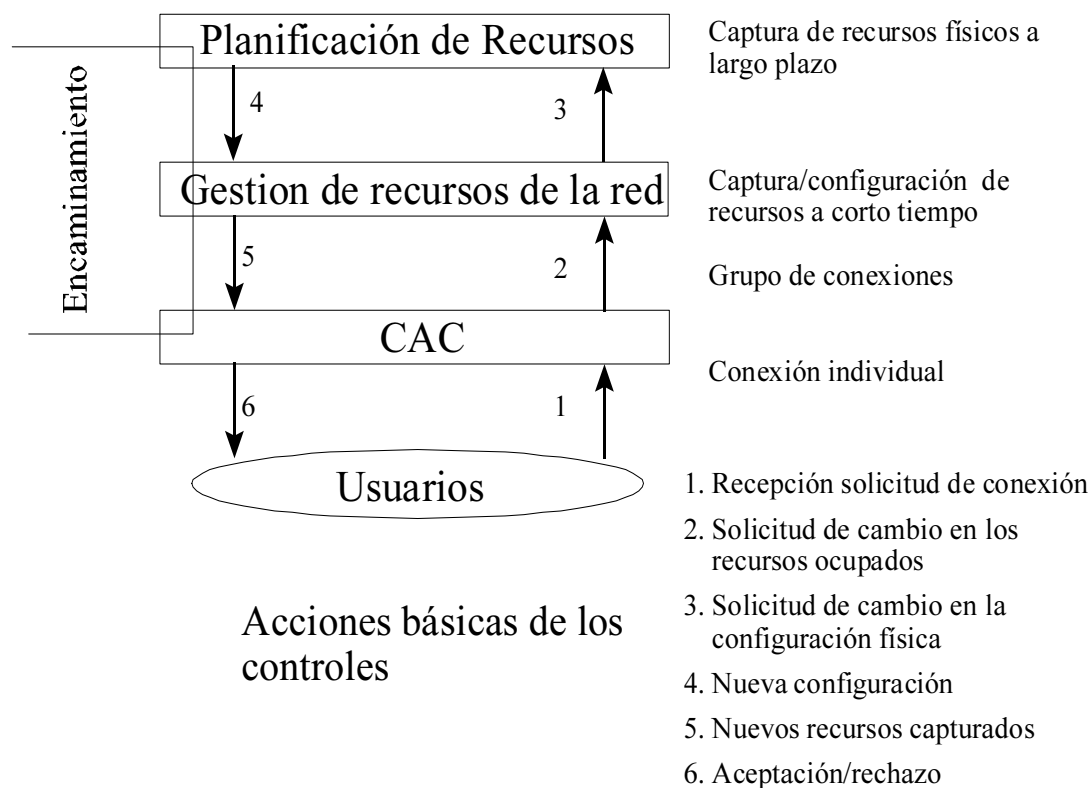 Planificación de Recursos
Captura de recursos físicos a
largo plazo
Encaminamiento
4
3
Gestion de recursos de la red
Captura/configuración de
recursos a corto tiempo
5
2
Grupo de conexiones
CAC
Conexión individual
6
1
Usuarios
1. Recepción solicitud de conexión
2. Solicitud de cambio en los
recursos ocupados
3. Solicitud de cambio en la
configuración física
4. Nueva configuración
5. Nuevos recursos capturados
6. Aceptación/rechazo
Acciones básicas de los
controles